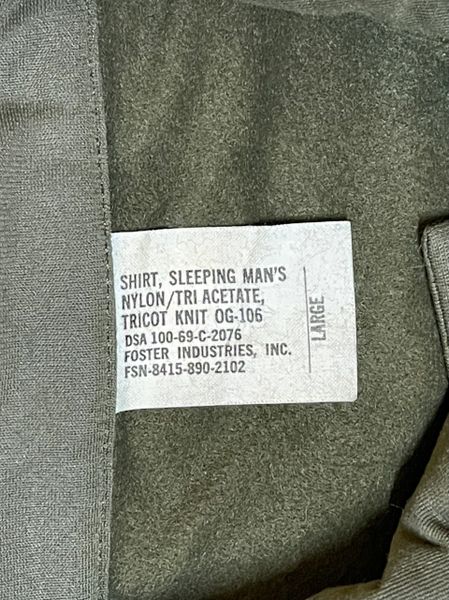 SHIRT, SLEEPING MAN'S
NYLON/TRI ACETATE,
TRICOT KNIT OG-106
DSA 100-69-C-2076
FOSTER INDUSTRIES, INC.
FSN-8415-890-2102
LARGE